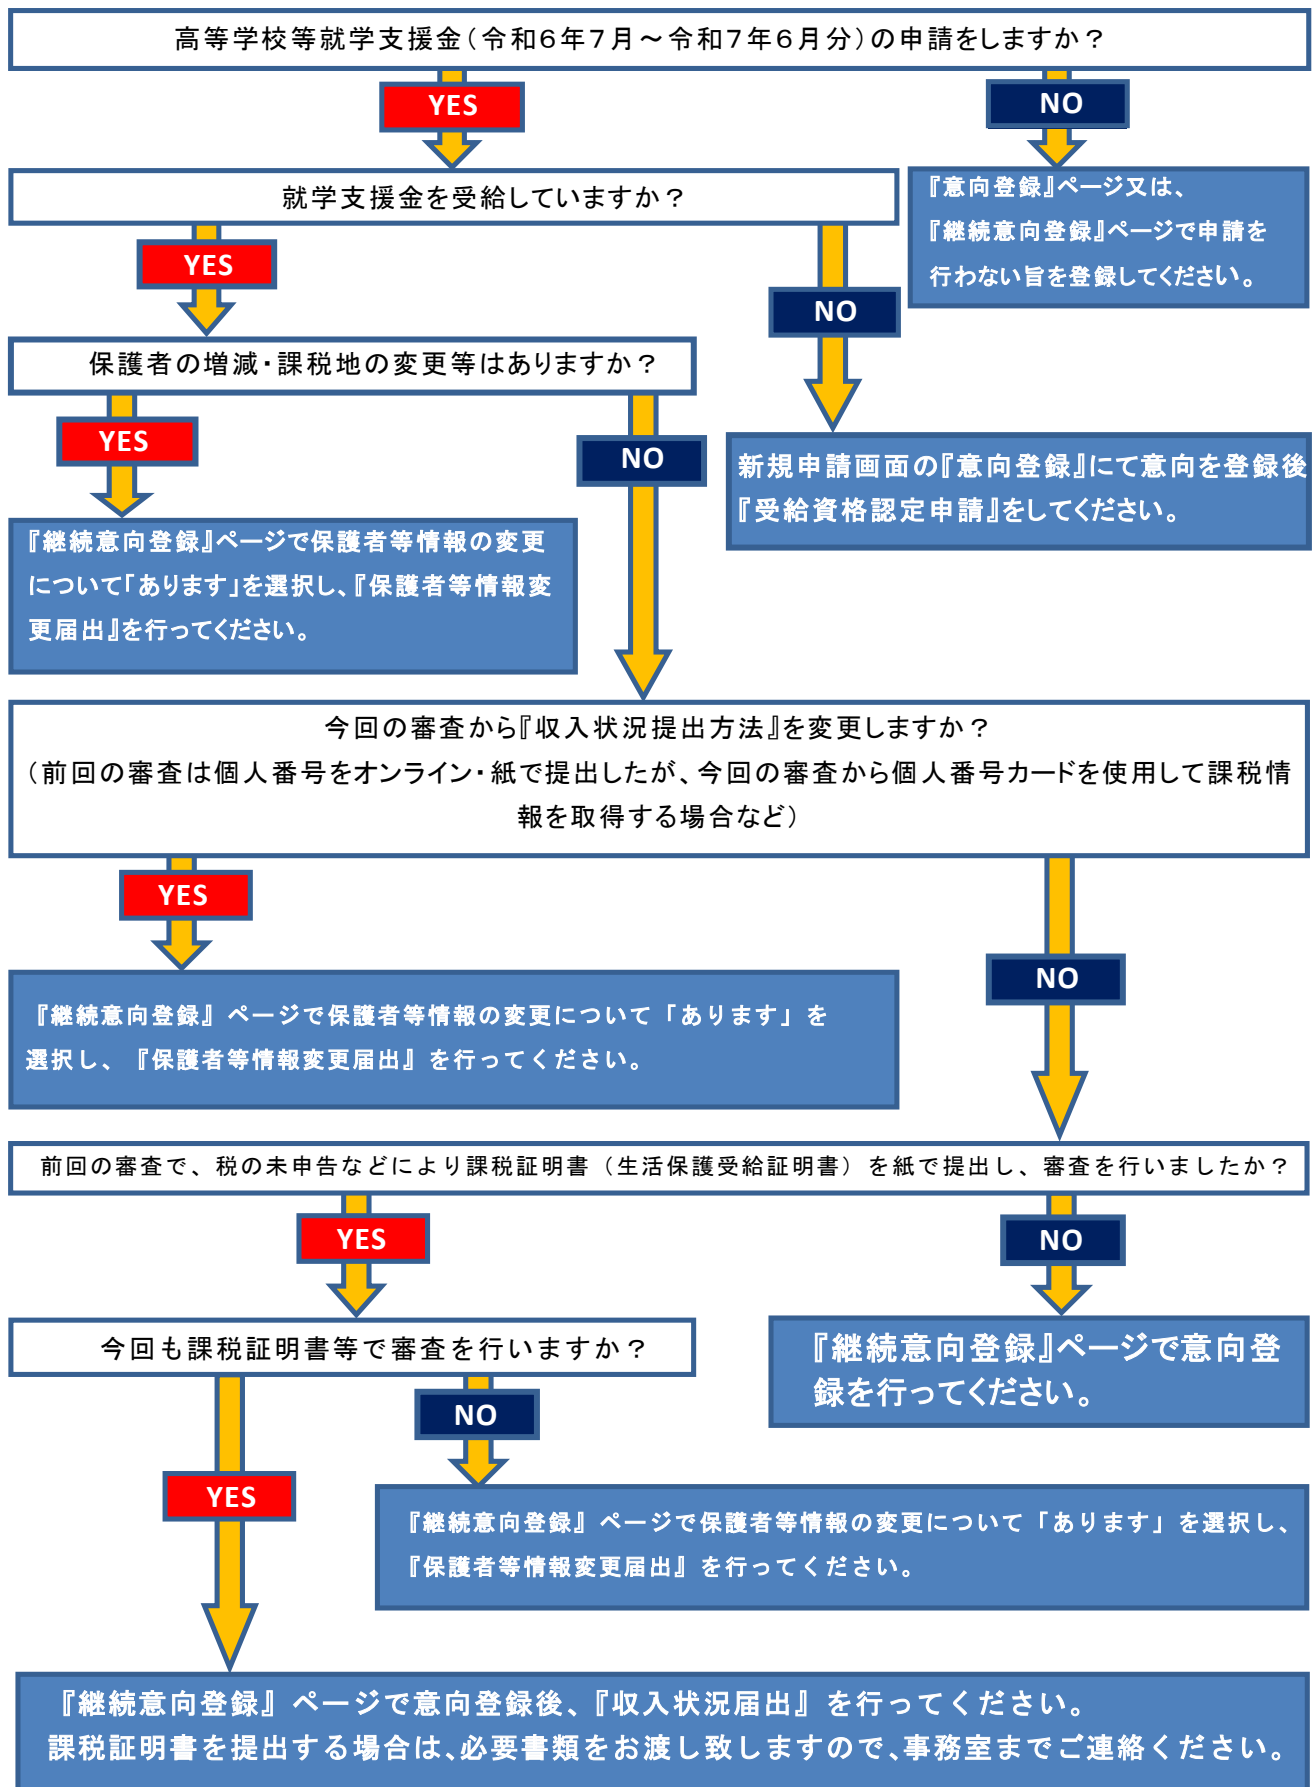 高等学校等就学支援金（令和６年７月～令和７年６月分）の申請をしますか？
YES
NO
就学支援金を受給していますか？
『意向登録』ページ又は、
『継続意向登録』ページで申請を
行わない旨を登録してください。
YES
NO
保護者の増減・課税地の変更等はありますか？
YES
NO
新規申請画面の『意向登録』にて意向を登録後
『受給資格認定申請』をしてください。
『継続意向登録』ページで保護者等情報の変更
について「あります」を選択し、『保護者等情報変
更届出』を行ってください。
今回の審査から『収入状況提出方法』を変更しますか？
（前回の審査は個人番号をオンライン・紙で提出したが、今回の審査から個人番号カードを使用して課税情
報を取得する場合など）
YES
NO
『継続意向登録』ページで保護者等情報の変更について「あります」を
選択し、『保護者等情報変更届出』を行ってください。
前回の審査で、税の未申告などにより課税証明書（生活保護受給証明書）を紙で提出し、審査を行いましたか？
YES
NO
今回も課税証明書等で審査を行いますか？
『継続意向登録』ページで意向登
録を行ってください。
NO
YES
『継続意向登録』ページで保護者等情報の変更について「あります」を選択し、
『保護者等情報変更届出』を行ってください。
『継続意向登録』ページで意向登録後、『収入状況届出』を行ってください。
課税証明書を提出する場合は、必要書類をお渡し致しますので、事務室までご連絡ください。